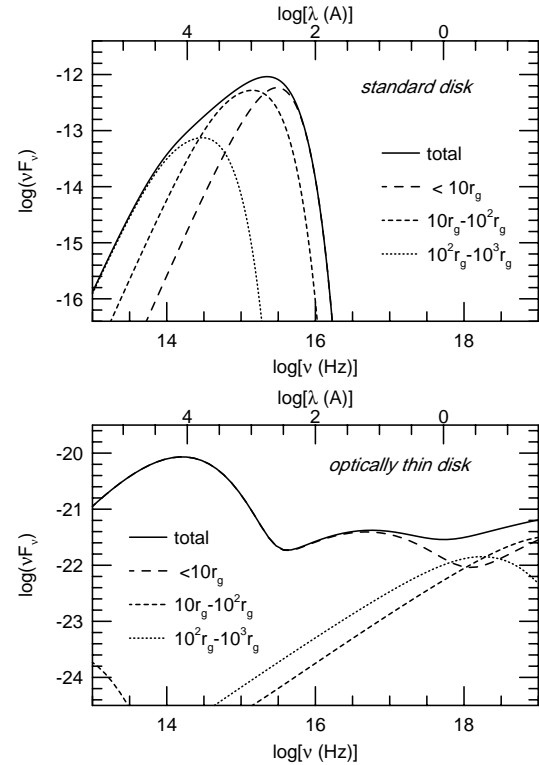 log[λ (A)]
4 2 0
-12
-13
-14
-15
-16
log(νFν)
standard disk
total
< 10rg
10rg-10²rg
10²rg-10³rg
14 16 18
log[ν (Hz)]
log[λ (A)]
4 2 0
-20
-21
-22
-23
-24
log(νFν)
optically thin disk
total
<10rg
10rg-10²rg
10²rg-10³rg
14 16 18
log[ν (Hz)]